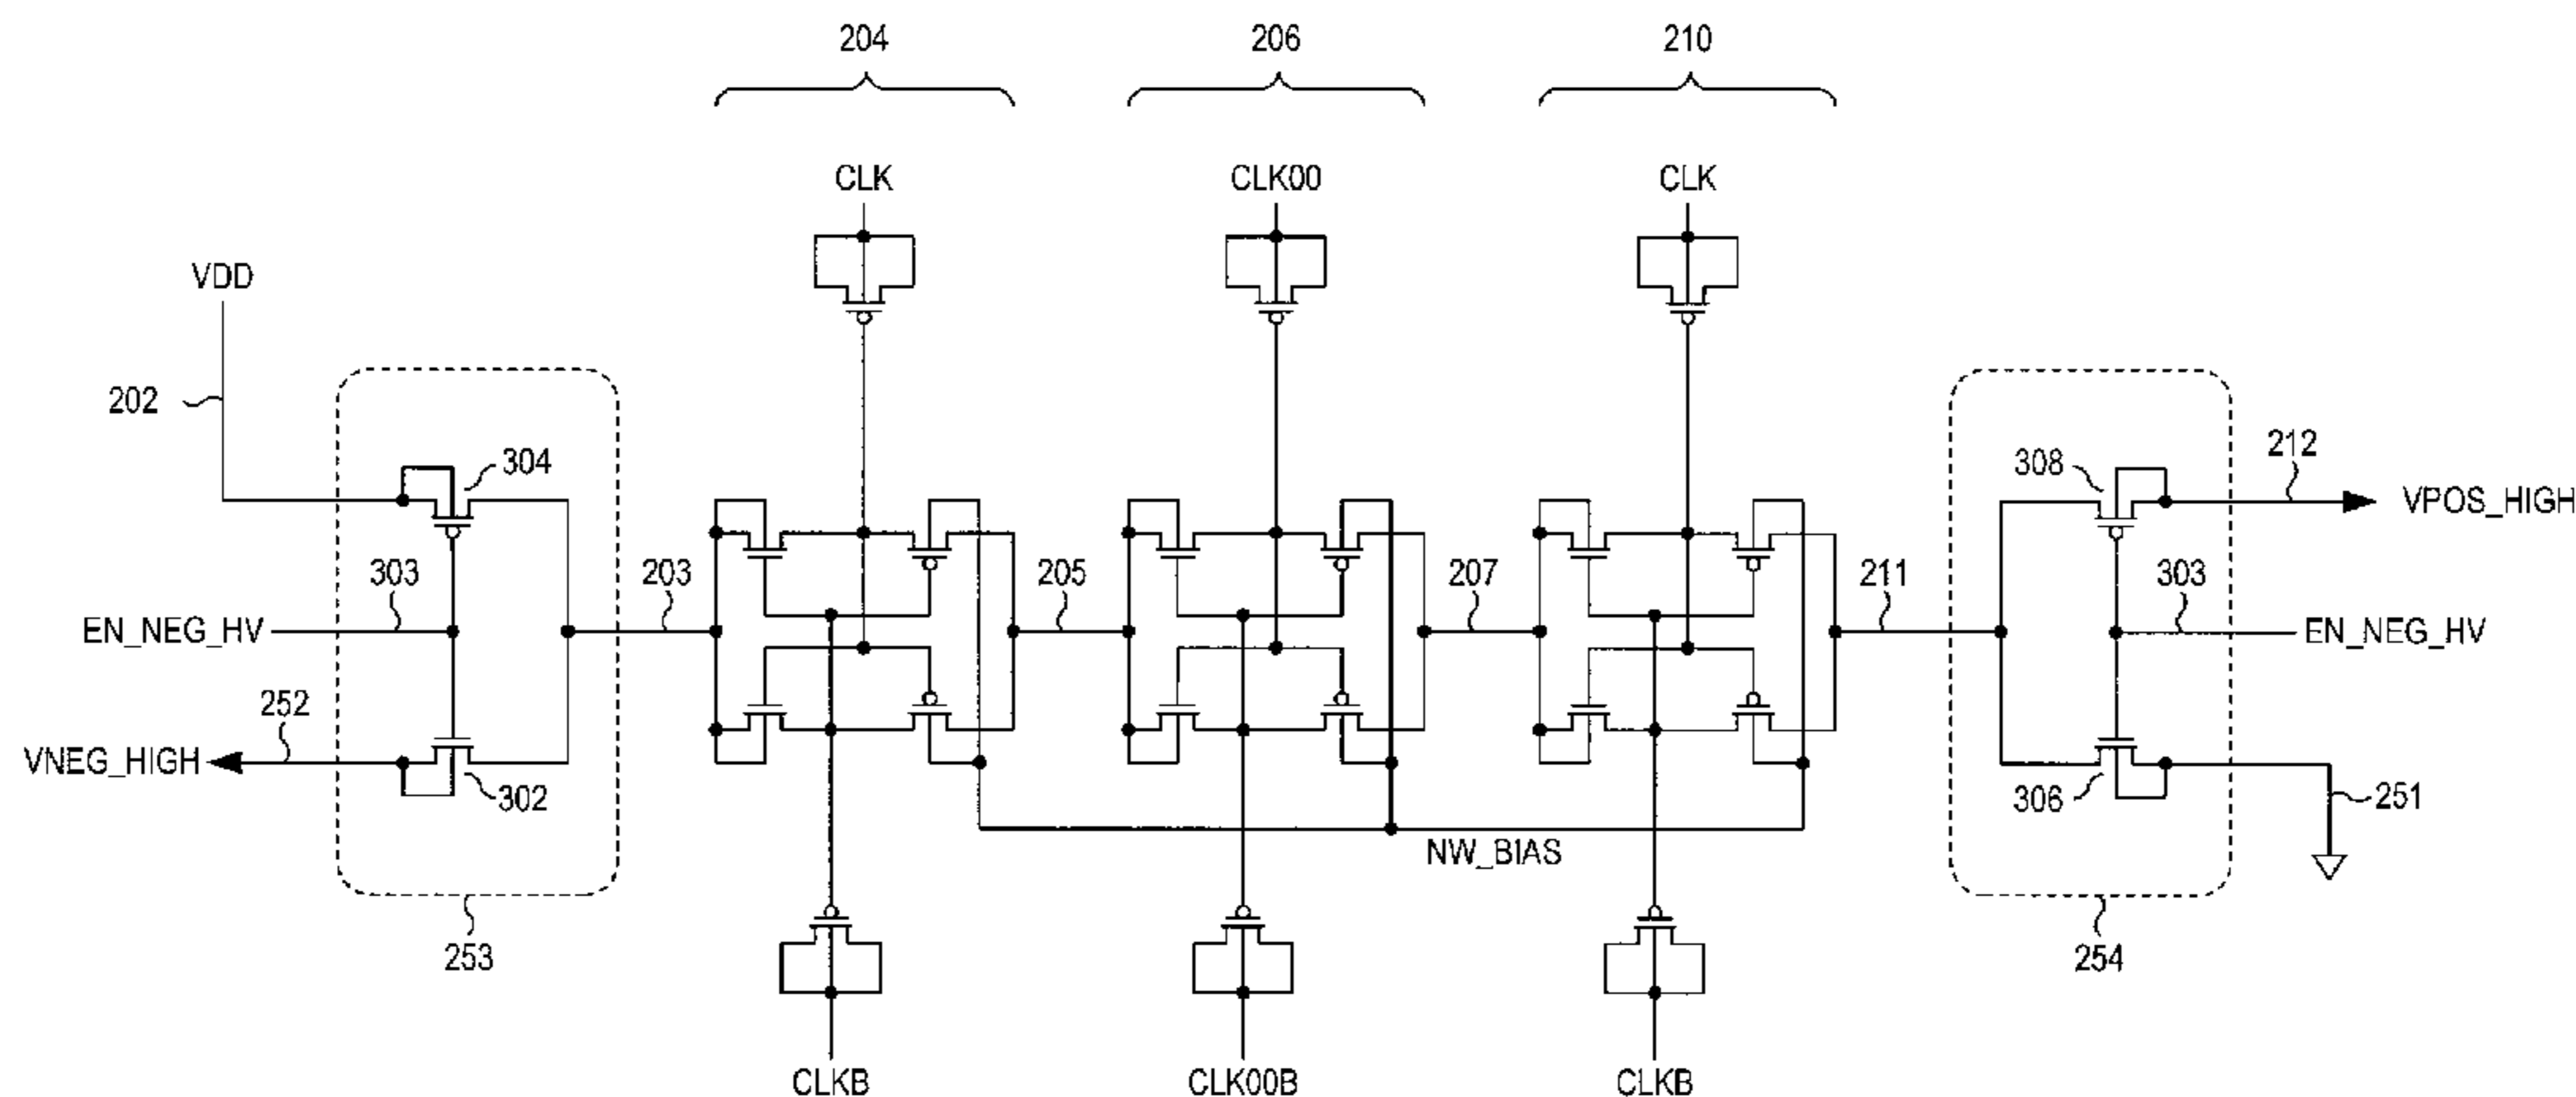 204 206 210
CLK CLK00 CLK
VDD
202
304 308 212
VPOS_HIGH
303 203 205 207 211 303
EN_NEG_HV EN_NEG_HV
252
VNEG_HIGH
302 306 251
NW_BIAS
253 254
CLKB CLK00B CLKB